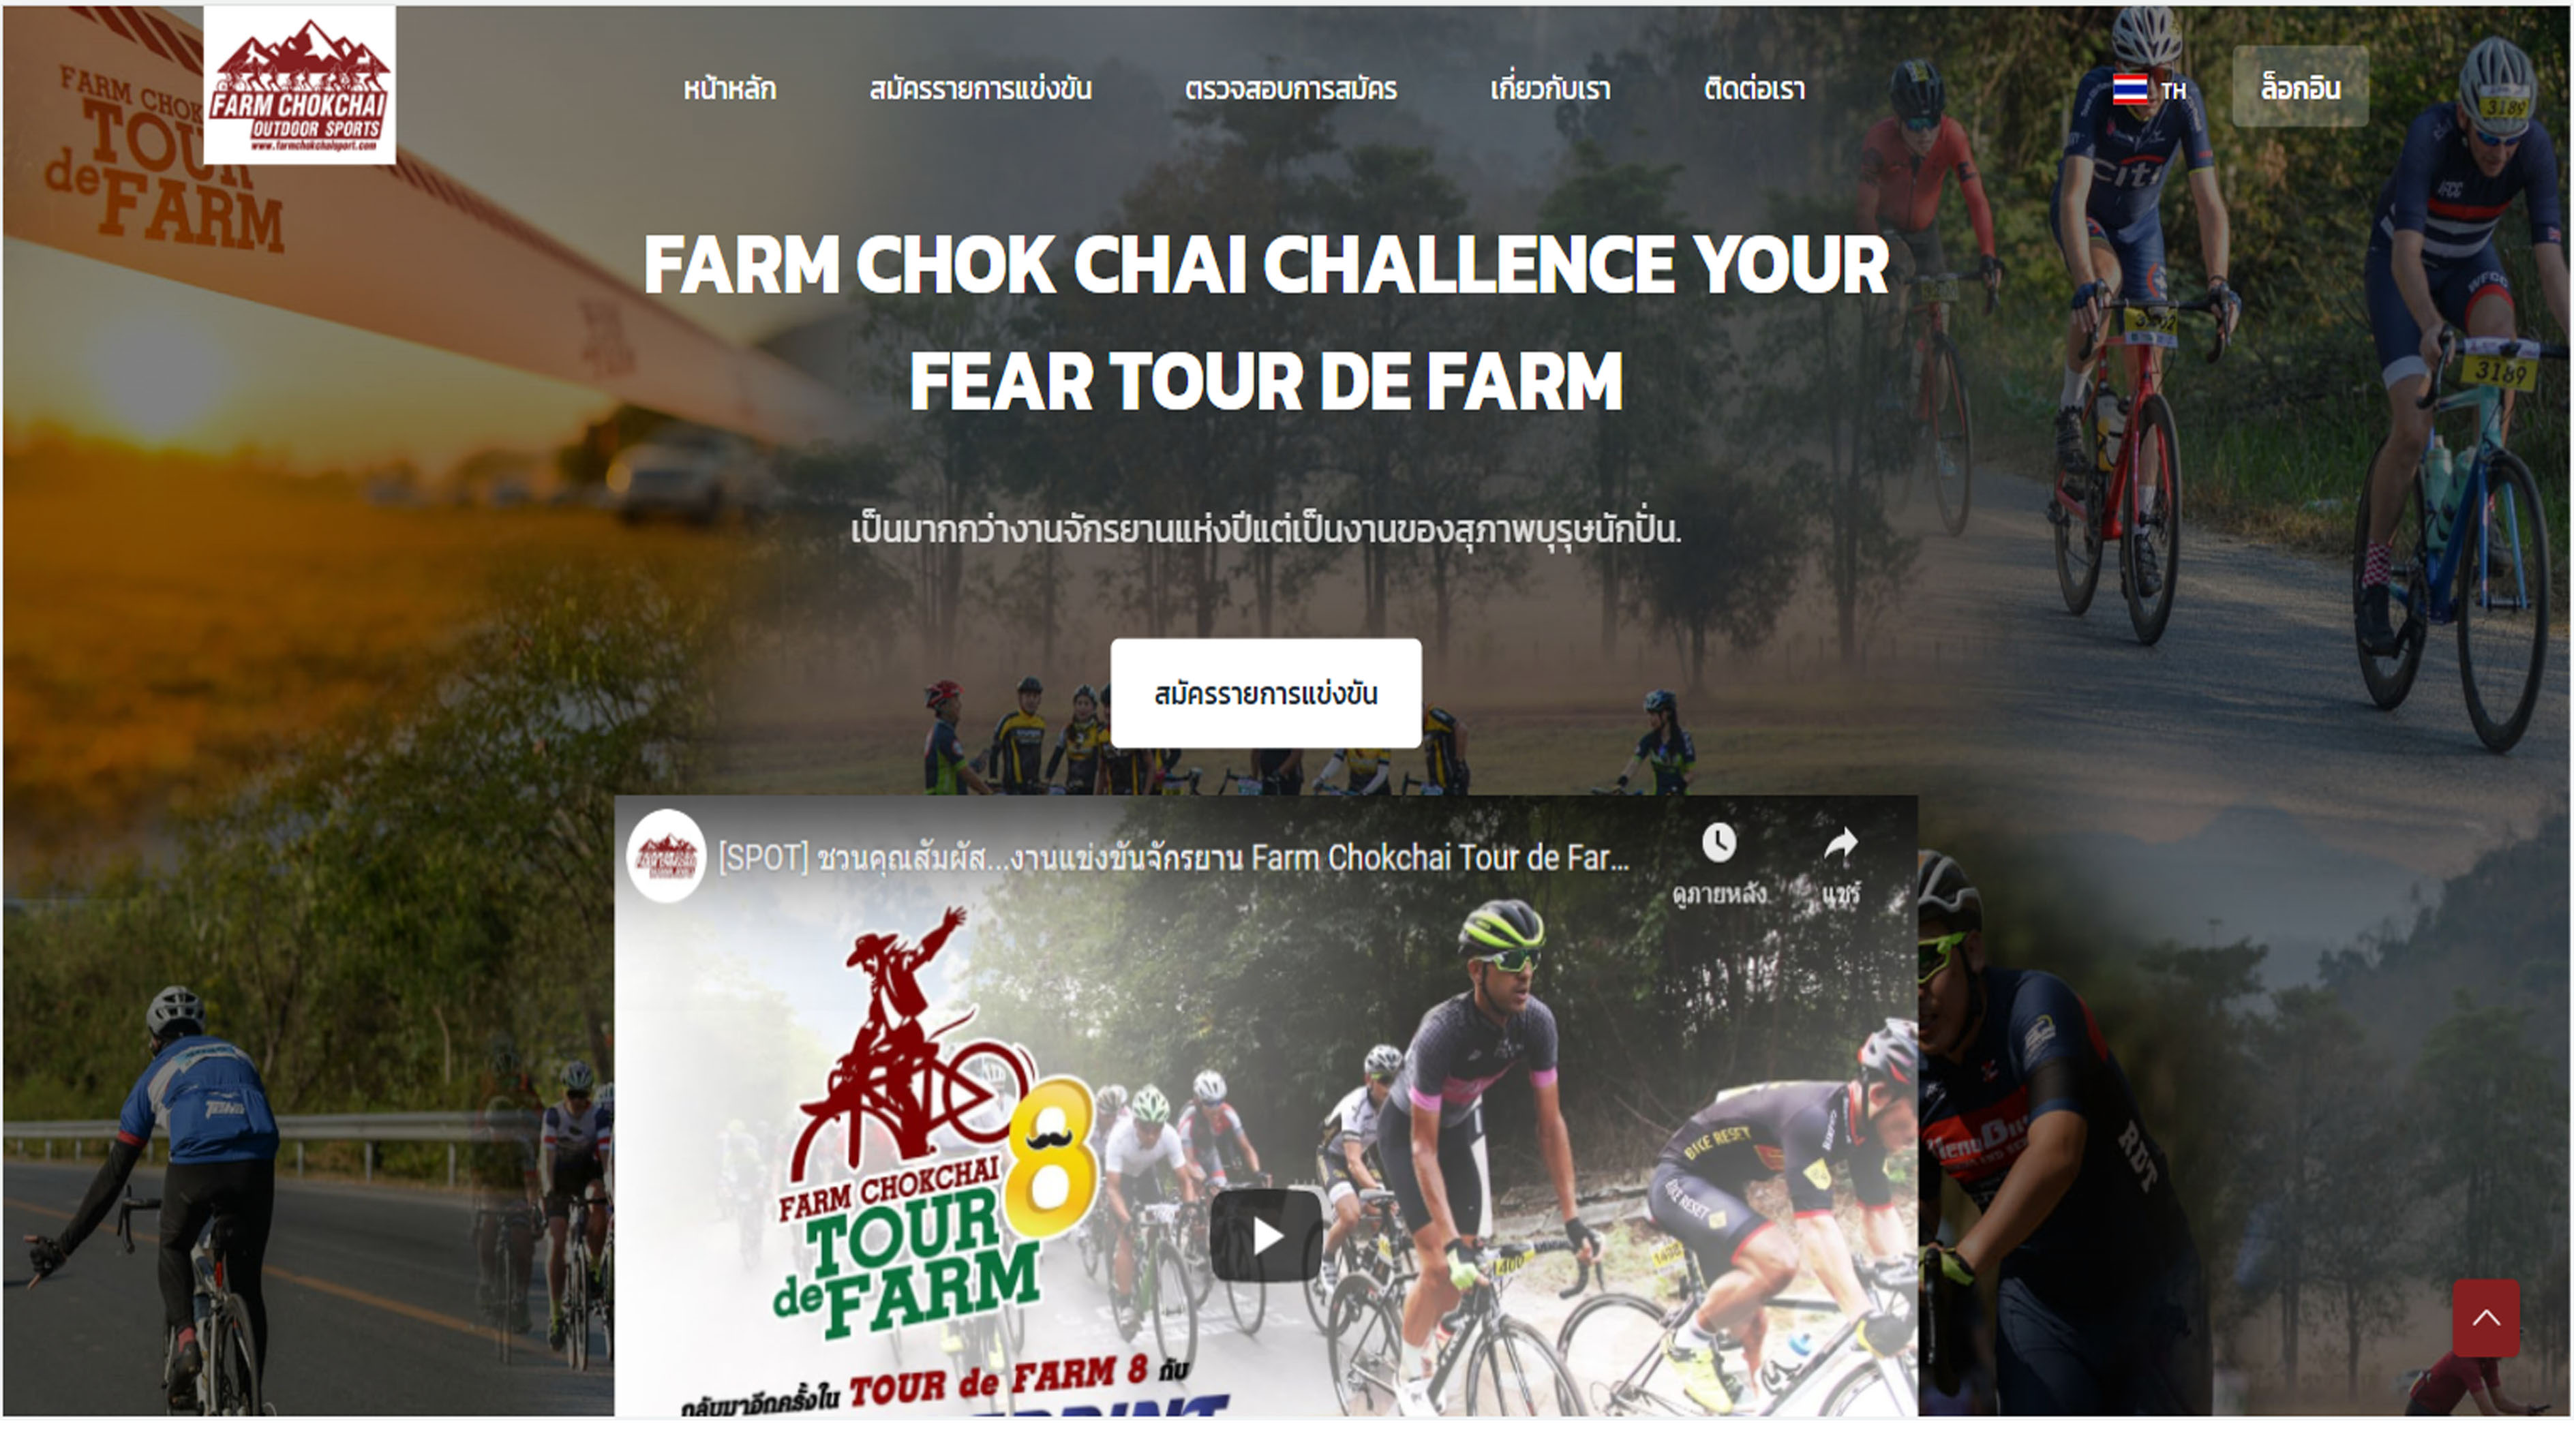 FARM CHOK
TOUR
deFARM
FARM CHOKCHAI
OUTDOOR SPORTS
www.farmchokchaisport.com
หน้าหลัก
สมัครรายการแข่งขัน
ตรวจสอบการสมัคร
เกี่ยวกับเรา
ติดต่อเรา
TH
ล็อกอิน
FARM CHOK CHAI CHALLENCE YOUR
FEAR TOUR DE FARM
เป็นมากกว่างานจักรยานแห่งปีแต่เป็นงานของสุภาพบุรุษนักปั่น.
สมัครรายการแข่งขัน
citi
3189
3189
[SPOT] ชวนคุณสัมผัส...งานแข่งขันจักรยาน Farm Chokchai Tour de Far...
ดูภายหลัง
แชร์
FARM CHOKCHAI
TOUR 8
deFARM
BIKE RESET
BIKE RESET
1400
RGT
กลับมาอีกครั้งใน TOUR de FARM 8 กับ